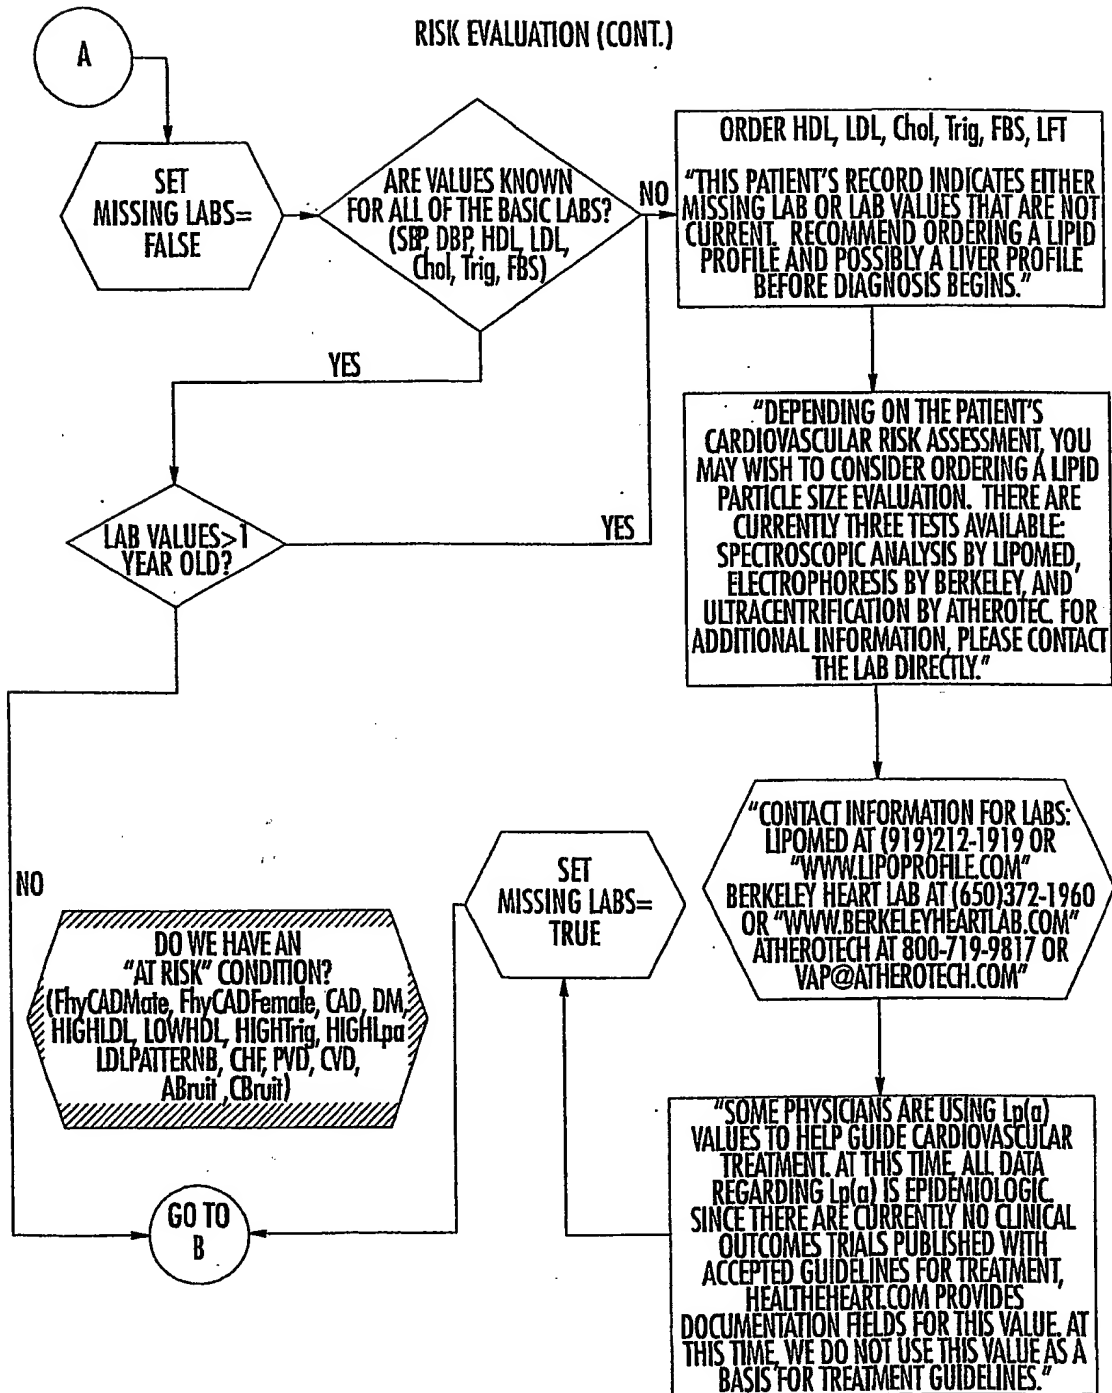 RISK EVALUATION (CONT.)
A
SET
MISSING LABS=
FALSE
ARE VALUES KNOWN
FOR ALL OF THE BASIC LABS?
(SBP, DBP, HDL, LDL,
Chol, Trig, FBS)
NO
ORDER HDL, LDL, Chol, Trig, FBS, LFT
"THIS PATIENT'S RECORD INDICATES EITHER
MISSING LAB OR LAB VALUES THAT ARE NOT
CURRENT. RECOMMEND ORDERING A LIPID
PROFILE AND POSSIBLY A LIVER PROFILE
BEFORE DIAGNOSIS BEGINS."
YES
LAB VALUES>1
YEAR OLD?
YES
"DEPENDING ON THE PATIENT'S
CARDIOVASCULAR RISK ASSESSMENT, YOU
MAY WISH TO CONSIDER ORDERING A LIPID
PARTICLE SIZE EVALUATION. THERE ARE
CURRENTLY THREE TESTS AVAILABLE:
SPECTROSCOPIC ANALYSIS BY LIPOMED,
ELECTROPHORESIS BY BERKELEY, AND
ULTRACENTRIFICATION BY ATHEROTEC. FOR
ADDITIONAL INFORMATION, PLEASE CONTACT
THE LAB DIRECTLY."
"CONTACT INFORMATION FOR LABS:
LIPOMED AT (919)212-1919 OR
"WWW.LIPOPROFILE.COM"
BERKELEY HEART LAB AT (650)372-1960
OR "WWW.BERKELEYHEARTLAB.COM"
ATHEROTECH AT 800-719-9817 OR
VAP@ATHEROTECH.COM"
SET
MISSING LABS=
TRUE
NO
DO WE HAVE AN
"AT RISK" CONDITION?
(FhyCADMate, FhyCADFemale, CAD, DM,
HIGHLDL, LOWHDL, HIGHTrig, HIGHLpa
LDLPATTERNB, CHF, PVD, CVD,
ABruit ,CBruit)
GO TO
B
"SOME PHYSICIANS ARE USING Lp(a)
VALUES TO HELP GUIDE CARDIOVASCULAR
TREATMENT. AT THIS TIME, ALL DATA
REGARDING Lp(a) IS EPIDEMIOLOGIC.
SINCE THERE ARE CURRENTLY NO CLINICAL
OUTCOMES TRIALS PUBLISHED WITH
ACCEPTED GUIDELINES FOR TREATMENT,
HEALTHEHEART.COM PROVIDES
DOCUMENTATION FIELDS FOR THIS VALUE. AT
THIS TIME, WE DO NOT USE THIS VALUE AS A
BASIS FOR TREATMENT GUIDELINES."